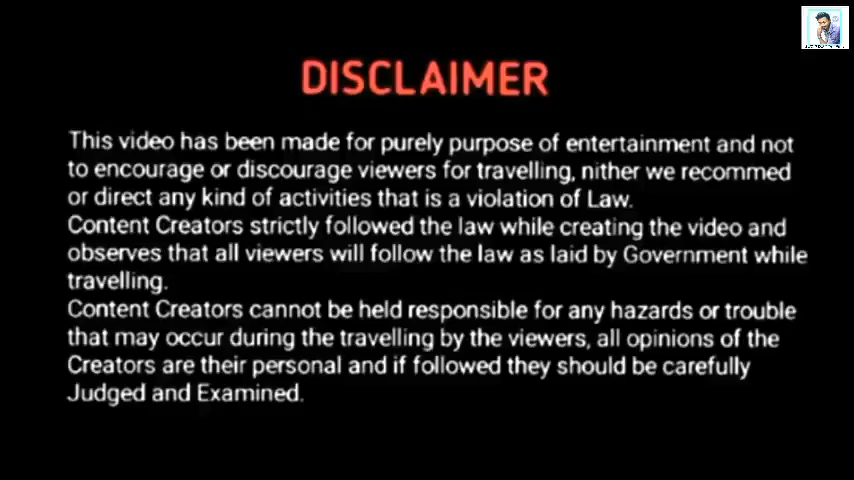 DISCLAIMER
This video has been made for purely purpose of entertainment and not
to encourage or discourage viewers for travelling, nither we recommed
or direct any kind of activities that is a violation of Law.
Content Creators strictly followed the law while creating the video and
observes that all viewers will follow the law as laid by Government while
travelling.
Content Creators cannot be held responsible for any hazards or trouble
that may occur during the travelling by the viewers, all opinions of the
Creators are their personal and if followed they should be carefully
Judged and Examined.